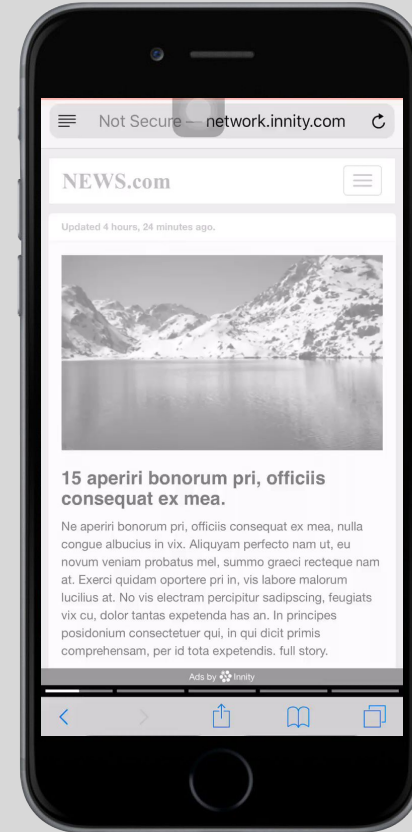 Not Secure — network.innity.com
NEWS.com
Updated 4 hours, 24 minutes ago.
15 aperiri bonorum pri, officiis
consequat ex mea.
Ne aperiri bonorum pri, officiis consequat ex mea, nulla
congue albucius in vix. Aliquyam perfecto nam ut, eu
novum veniam probatus mel, summo graeci recteque nam
at. Exerci quidam oportere pri in, vis labore malorum
lucilius at. No vis electram percipitur sadipscing, feugiats
vix cu, dolor tantas expetenda has an. In principes
posidonium consectetuer qui, in qui dicit primis
comprehensam, per id tota expetendis. full story.
Ads by Innity